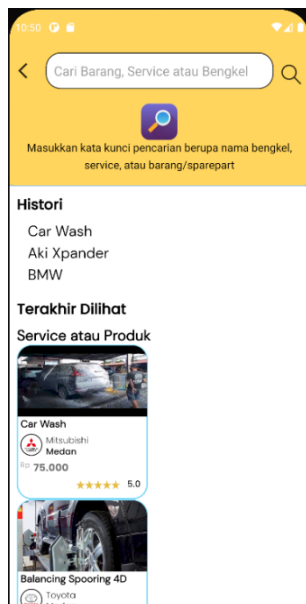 10:50
Cari Barang, Service atau Bengkel
Masukkan kata kunci pencarian berupa nama bengkel,
service, atau barang/sparepart
Histori
Car Wash
Aki Xpander
BMW
Terakhir Dilihat
Service atau Produk
Car Wash
Mitsubishi
Medan
Rp 75.000
5.0
Balancing Spooring 4D
Toyota